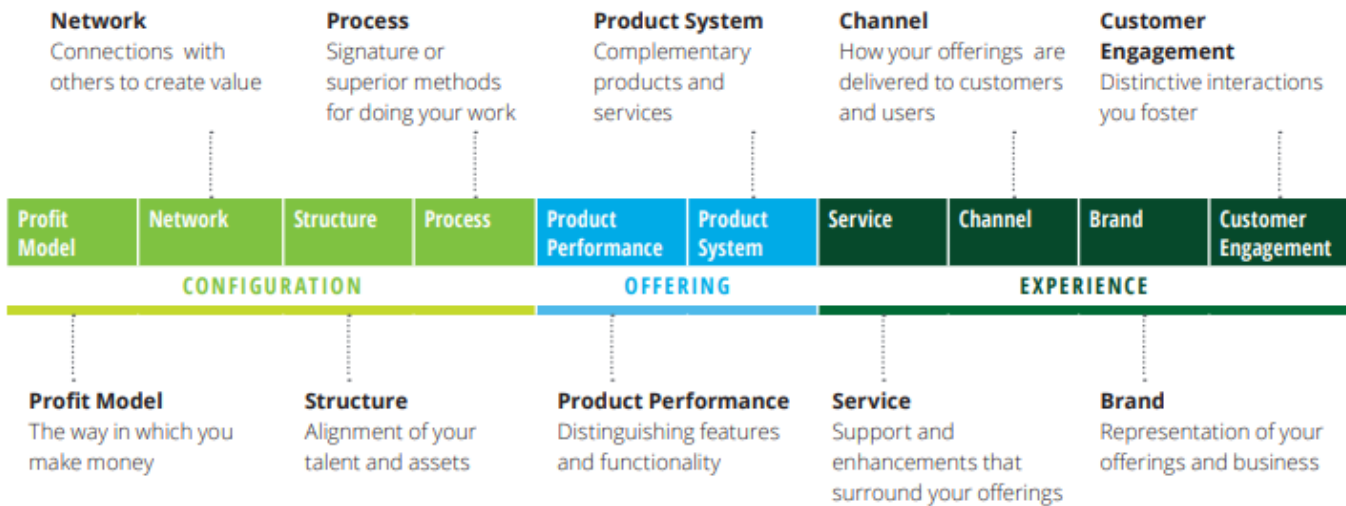 Network
Connections with
others to create value
Process
Signature or
superior methods
for doing your work
Product System
Complementary
products and
services
Channel
How your offerings are
delivered to customers
and users
Customer
Engagement
Distinctive interactions
you foster
Profit
Model
Network
Structure
Process
Product
Performance
Product
System
Service
Channel
Brand
Customer
Engagement
CONFIGURATION
OFFERING
EXPERIENCE
Profit Model
The way in which you
make money
Structure
Alignment of your
talent and assets
Product Performance
Distinguishing features
and functionality
Service
Support and
enhancements that
surround your offerings
Brand
Representation of your
offerings and business